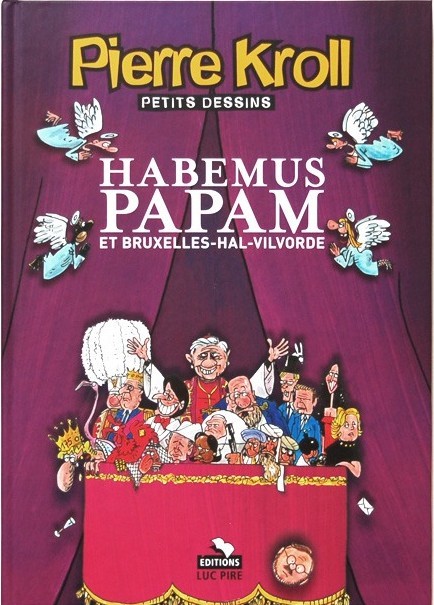 Pierre Kroll
PETITS DESSINS
HABEMUS
PAPAM
ET BRUXELLES-HAL-VILVORDE
EDITIONS
LUC PIRE